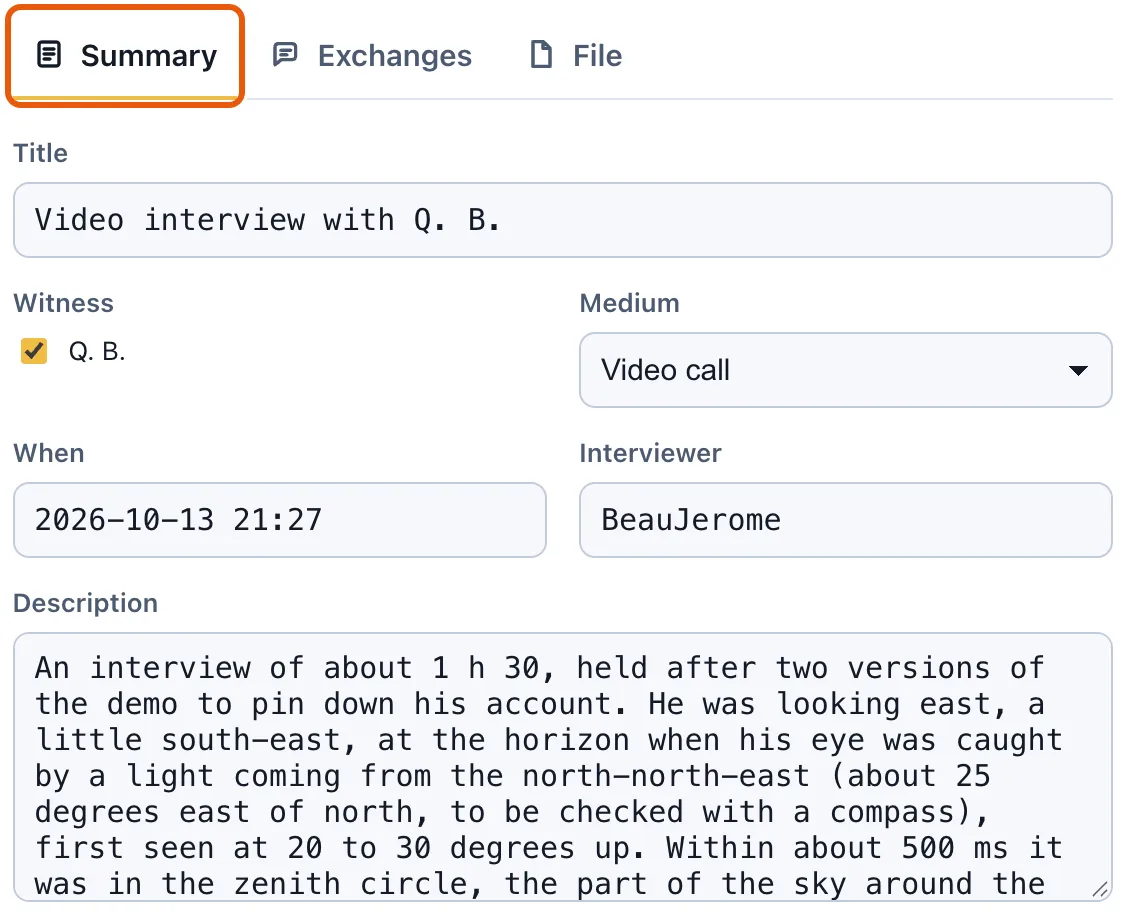 Summary Exchanges File
Title
Video interview with Q. B.
Witness Medium
Q. B.
Video call
When Interviewer
2026-10-13 21:27 BeauJerome
Description
An interview of about 1 h 30, held after two versions of
the demo to pin down his account. He was looking east, a
little south-east, at the horizon when his eye was caught
by a light coming from the north-north-east (about 25
degrees east of north, to be checked with a compass),
first seen at 20 to 30 degrees up. Within about 500 ms it
was in the zenith circle, the part of the sky around the